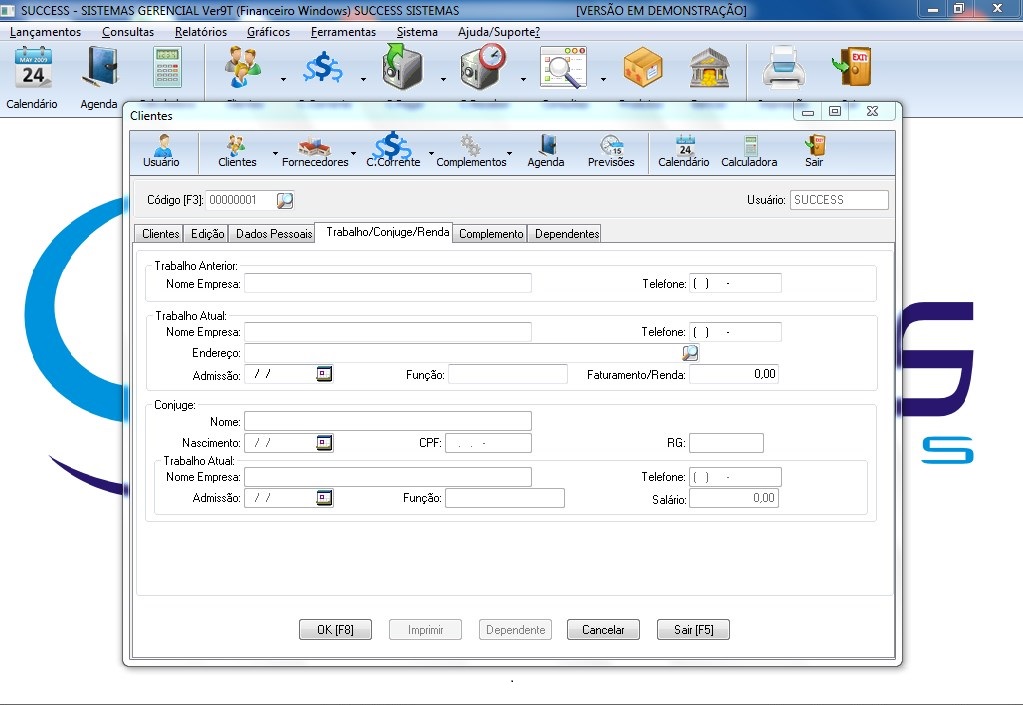 SUCCESS - SISTEMAS GERENCIAL Ver9T (Financeiro Windows) SUCCESS SISTEMAS [VERSÃO EM DEMONSTRAÇÃO]
Lançamentos Consultas Relatórios Gráficos Ferramentas Sistema Ajuda/Suporte?
MAY 2009
24
EXIT
Calendário Agenda
Clientes
15
24
Usuário Clientes Fornecedores C.Corrente Complementos Agenda Previsões Calendário Calculadora Sair
Código [F3]: 00000001 Usuário: SUCCESS
Clientes Edição Dados Pessoais Trabalho/Conjuge/Renda Complemento Dependentes
Trabalho Anterior:
Nome Empresa: Telefone: ( ) -
Trabalho Atual:
Nome Empresa: Telefone: ( ) -
Endereço:
Admissão: / / Função: Faturamento/Renda: 0,00
Conjuge:
Nome:
Nascimento: / / CPF: . . - RG:
Trabalho Atual:
Nome Empresa: Telefone: ( ) -
Admissão: / / Função: Salário: 0,00
OK [F8] Imprimir Dependente Cancelar Sair [F5]
S
S
.